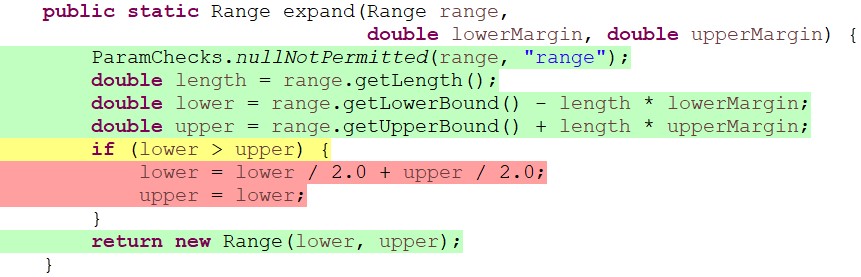 public static Range expand(Range range,
double lowerMargin, double upperMargin) {
ParamChecks.nullNotPermitted(range, "range");
double length = range.getLength();
double lower = range.getLowerBound() - length * lowerMargin;
double upper = range.getUpperBound() + length * upperMargin;
if (lower > upper) {
lower = lower / 2.0 + upper / 2.0;
upper = lower;
}
return new Range(lower, upper);
}